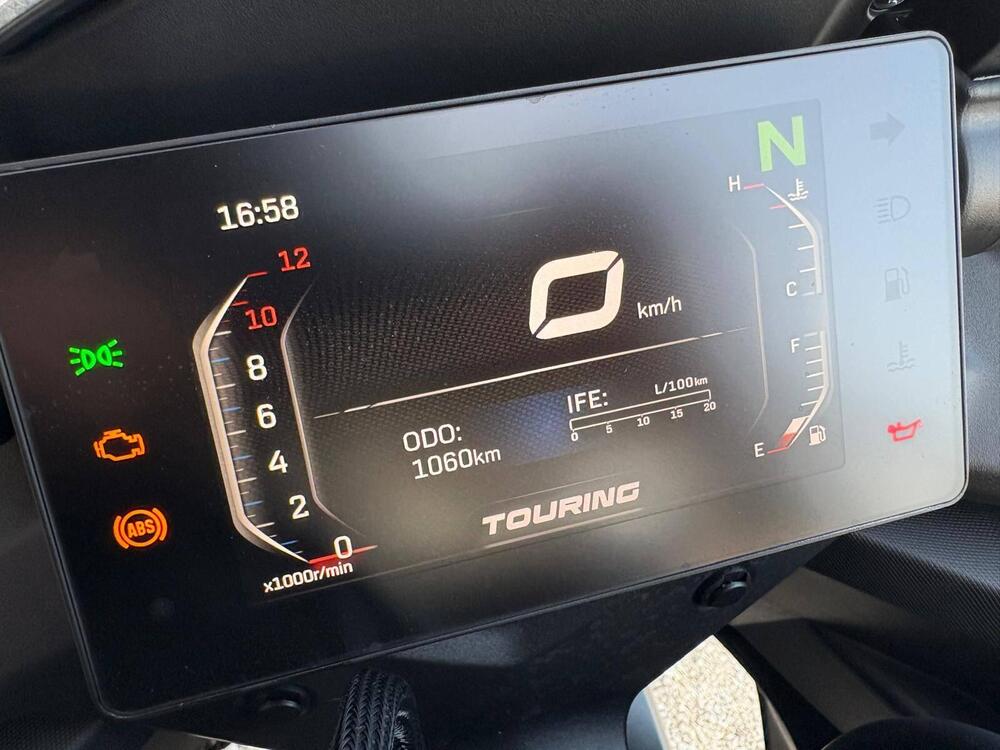 N
16:58
H
12
10
8
6
4
2
0
x1000r/min
0 km/h
C
F
E
IFE: L/100km
0 5 10 15 20
ODO:
1060km
TOURING
ABS